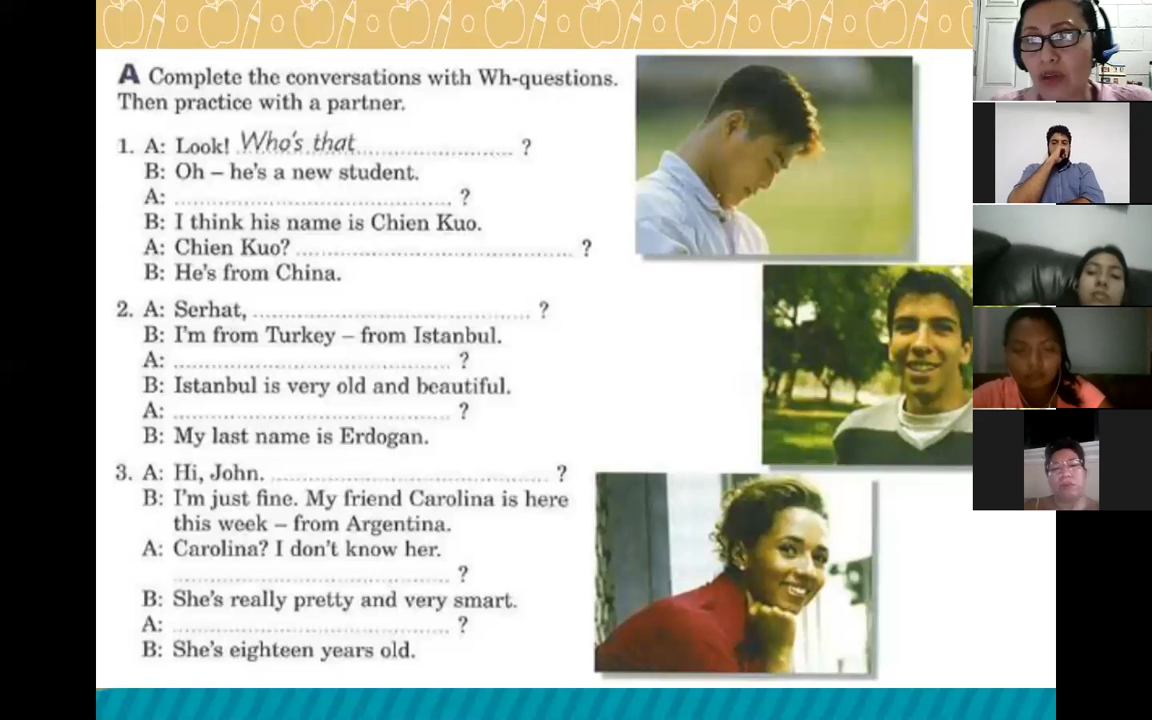 A Complete the conversations with Wh-questions.
Then practice with a partner.
1. A: Look! Who's that ?
B: Oh – he's a new student.
A: ?
B: I think his name is Chien Kuo.
A: Chien Kuo? ?
B: He's from China.
2. A: Serhat, ?
B: I'm from Turkey – from Istanbul.
A: ?
B: Istanbul is very old and beautiful.
A: ?
B: My last name is Erdogan.
3. A: Hi, John. ?
B: I'm just fine. My friend Carolina is here
this week – from Argentina.
A: Carolina? I don't know her.
?
B: She's really pretty and very smart.
A: ?
B: She's eighteen years old.